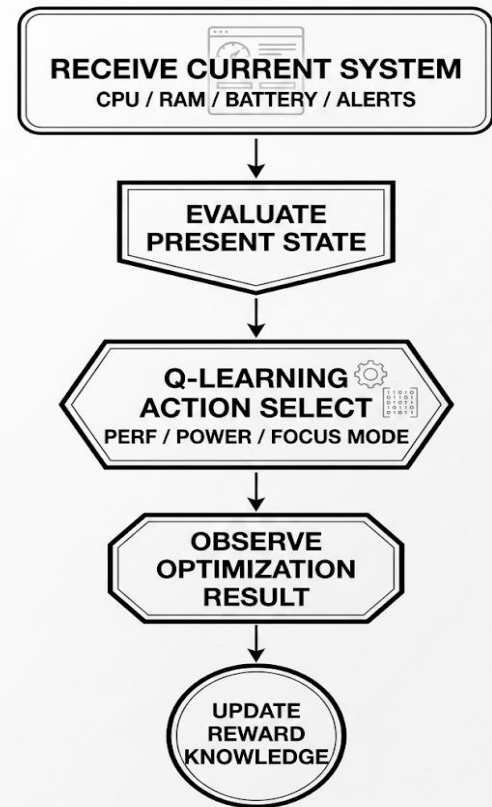 RECEIVE CURRENT SYSTEM
CPU / RAM / BATTERY / ALERTS
EVALUATE
PRESENT STATE
Q-LEARNING
ACTION SELECT
PERF / POWER / FOCUS MODE
OBSERVE
OPTIMIZATION
RESULT
UPDATE
REWARD
KNOWLEDGE